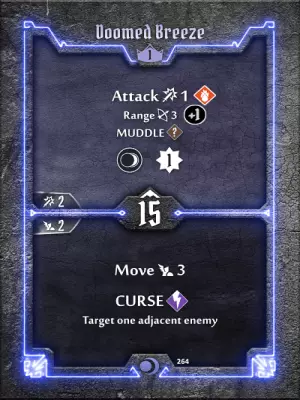 Doomed Breeze
1
Attack 1
Range 3 +1
MUDDLE ?
1
2
15
2
Move 3
CURSE
Target one adjacent enemy
264